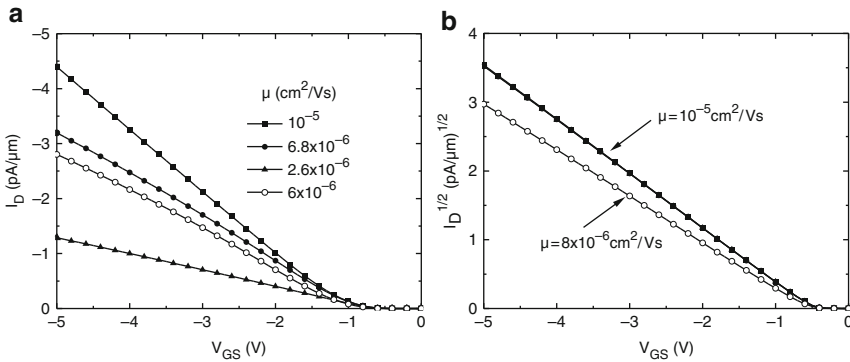 a
–5
–4
–3
–2
–1
0
I_D (pA/µm)
µ (cm²/Vs)
10⁻⁵
6.8x10⁻⁶
2.6x10⁻⁶
6x10⁻⁶
–5 –4 –3 –2 –1 0
V_GS (V)
b
4
3
2
1
0
I_D^1/2 (pA/µm)^1/2
µ=10⁻⁵cm²/Vs
µ=8x10⁻⁶cm²/Vs
–5 –4 –3 –2 –1 0
V_GS (V)